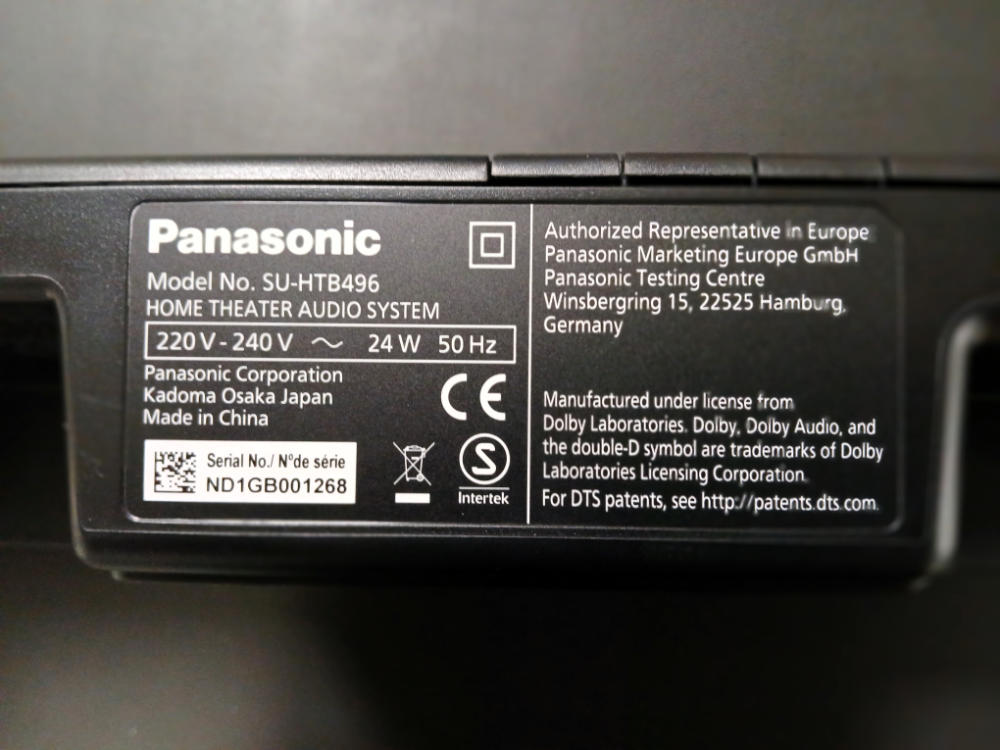 Panasonic
Model No. SU-HTB496
HOME THEATER AUDIO SYSTEM
220 V - 240 V ～ 24 W 50 Hz
Panasonic Corporation
Kadoma Osaka Japan
Made in China
CE
Serial No./ N°de série
ND1GB001268
S
Intertek
Authorized Representative in Europe
Panasonic Marketing Europe GmbH
Panasonic Testing Centre
Winsbergring 15, 22525 Hamburg,
Germany
Manufactured under license from
Dolby Laboratories. Dolby, Dolby Audio, and
the double-D symbol are trademarks of Dolby
Laboratories Licensing Corporation.
For DTS patents, see http://patents.dts.com.